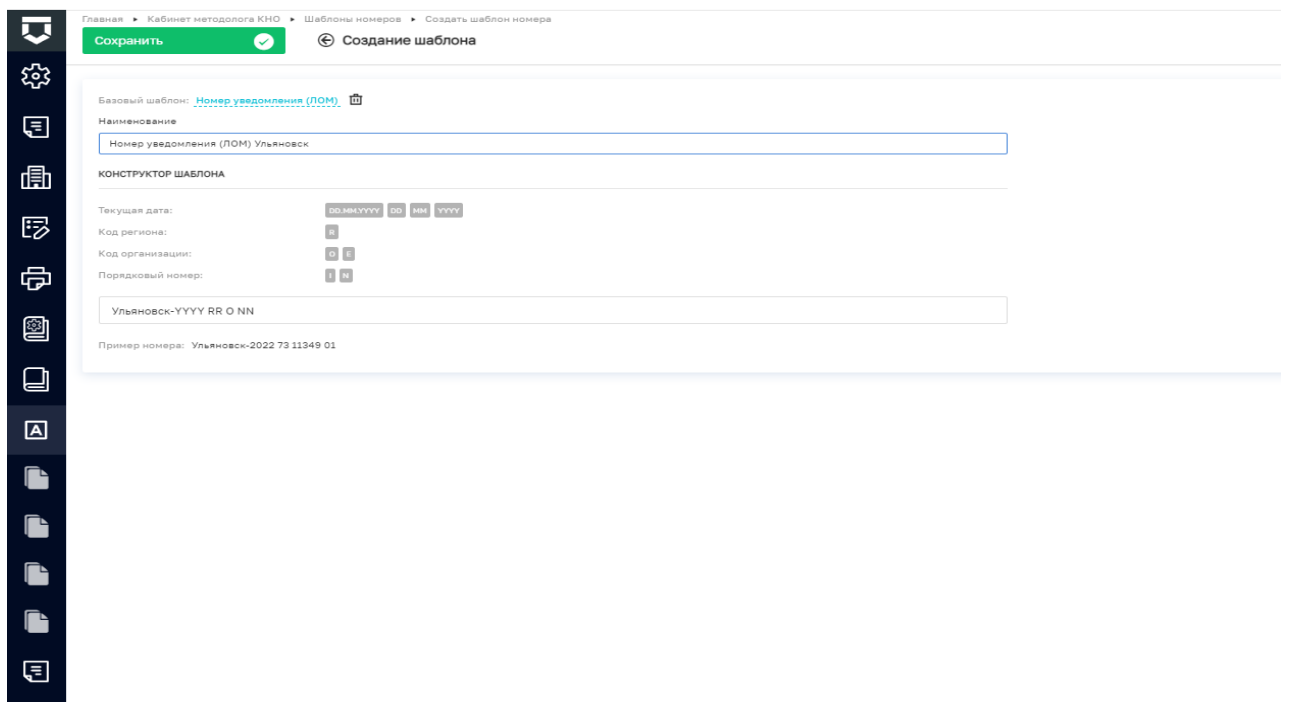 Главная ▸ Кабинет методолога КНО ▸ Шаблоны номеров ▸ Создать шаблон номера
Сохранить Создание шаблона
Базовый шаблон: Номер уведомления (ЛОМ)
Наименование
Номер уведомления (ЛОМ) Ульяновск
КОНСТРУКТОР ШАБЛОНА
Текущая дата: DD.MM.YYYY DD MM YYYY
Код региона: R
Код организации: O E
Порядковый номер: I N
Ульяновск-YYYY RR O NN
Пример номера: Ульяновск-2022 73 11349 01
A